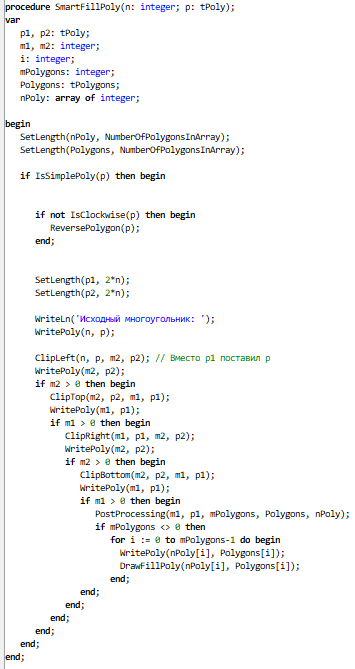 procedure SmartFillPoly(n: integer; p: tPoly);
var
p1, p2: tPoly;
m1, m2: integer;
i: integer;
mPolygons: integer;
Polygons: tPolygons;
nPoly: array of integer;
begin
SetLength(nPoly, NumberOfPolygonsInArray);
SetLength(Polygons, NumberOfPolygonsInArray);
if IsSimplePoly(p) then begin
if not IsClockwise(p) then begin
ReversePolygon(p);
end;
SetLength(p1, 2*n);
SetLength(p2, 2*n);
WriteLn('Исходный многоугольник: ');
WritePoly(n, p);
ClipLeft(n, p, m2, p2); // Вместо p1 поставил p
WritePoly(m2, p2);
if m2 > 0 then begin
ClipTop(m2, p2, m1, p1);
WritePoly(m1, p1);
if m1 > 0 then begin
ClipRight(m1, p1, m2, p2);
WritePoly(m2, p2);
if m2 > 0 then begin
ClipBottom(m2, p2, m1, p1);
WritePoly(m1, p1);
if m1 > 0 then begin
PostProcessing(m1, p1, mPolygons, Polygons, nPoly);
if mPolygons <> 0 then
for i := 0 to mPolygons-1 do begin
WritePoly(nPoly[i], Polygons[i]);
DrawFillPoly(nPoly[i], Polygons[i]);
end;
end;
end;
end;
end;
end;
end;